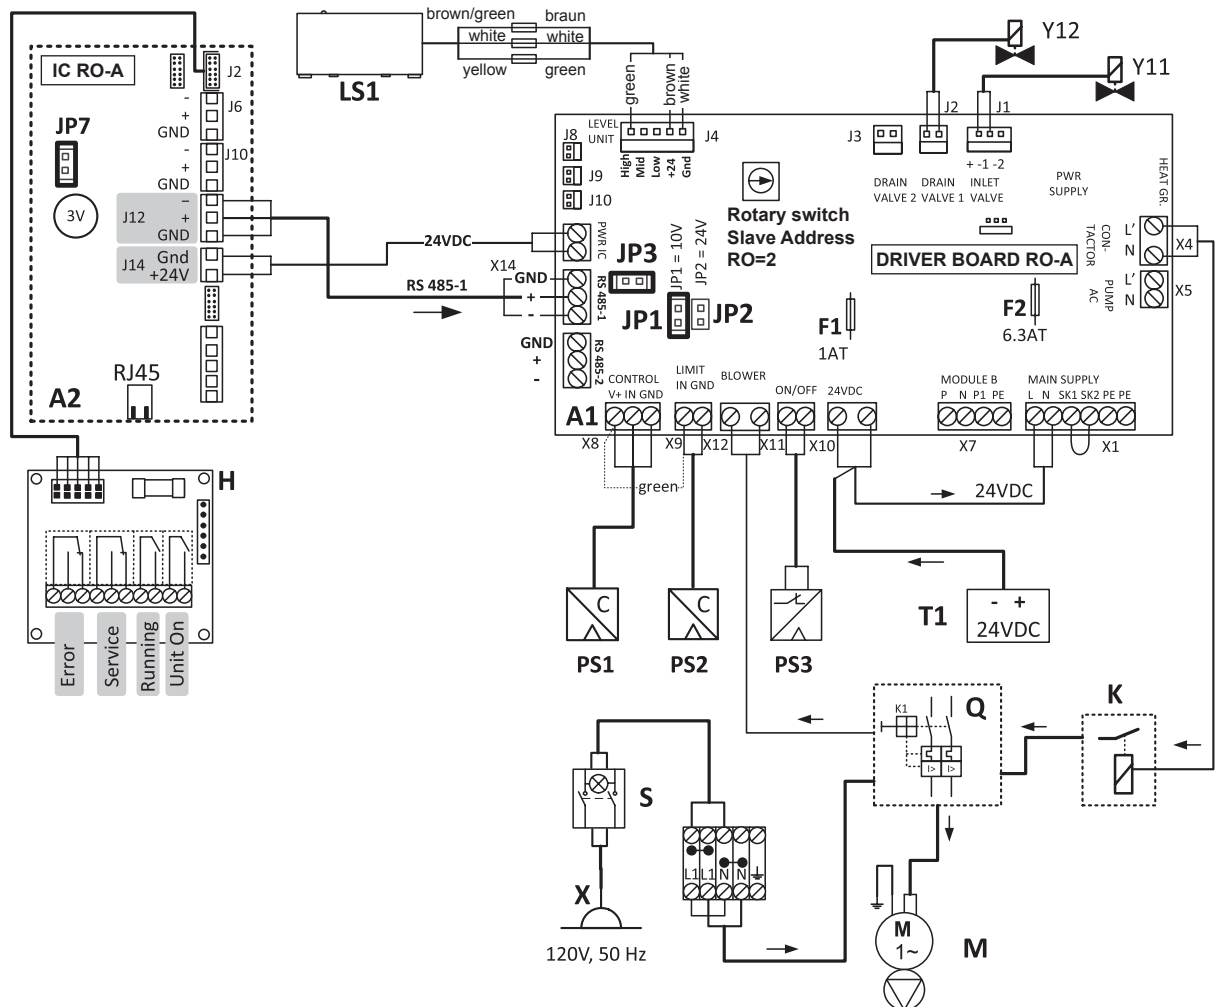 brown/green
braun
white
white
yellow
green
LS1
green
brown
white
Y12
Y11
IC RO-A
J2
-
+
GND
J6
JP7
-
+
GND
J10
3V
J12
–
+
GND
J14
Gnd
+24V
RJ45
A2
24VDC
RS 485-1
X14
LEVEL
UNIT
J8
J9
J10
High
Mid
Low
+24
Gnd
J4
Rotary switch
Slave Address
RO=2
J3
J2
J1
+ -1 -2
DRAIN
VALVE 2
DRAIN
VALVE 1
INLET
VALVE
PWR
SUPPLY
HEAT GR.
CON-
TACTOR
L'
N
X4
PUMP
AC
L'
N
X5
DRIVER BOARD RO-A
PWR IC
JP3
JP1 = 10V
JP2 = 24V
JP1
JP2
GND
+
-
RS 485-1
GND
+
-
RS 485-2
F1
1AT
F2
6.3AT
A1
CONTROL
V+ IN GND
LIMIT
IN GND
BLOWER
ON/OFF
24VDC
MODULE B
P N P1 PE
MAIN SUPPLY
L N SK1 SK2 PE PE
X8
X9
X12
X11
X10
X7
X1
green
24VDC
H
Error
Service
Running
Unit On
C
PS1
C
PS2
PS3
T1
- +
24VDC
Q
K1
I>
I>
K
S
X
120V, 50 Hz
L1
L1
N
N
M
1~
M